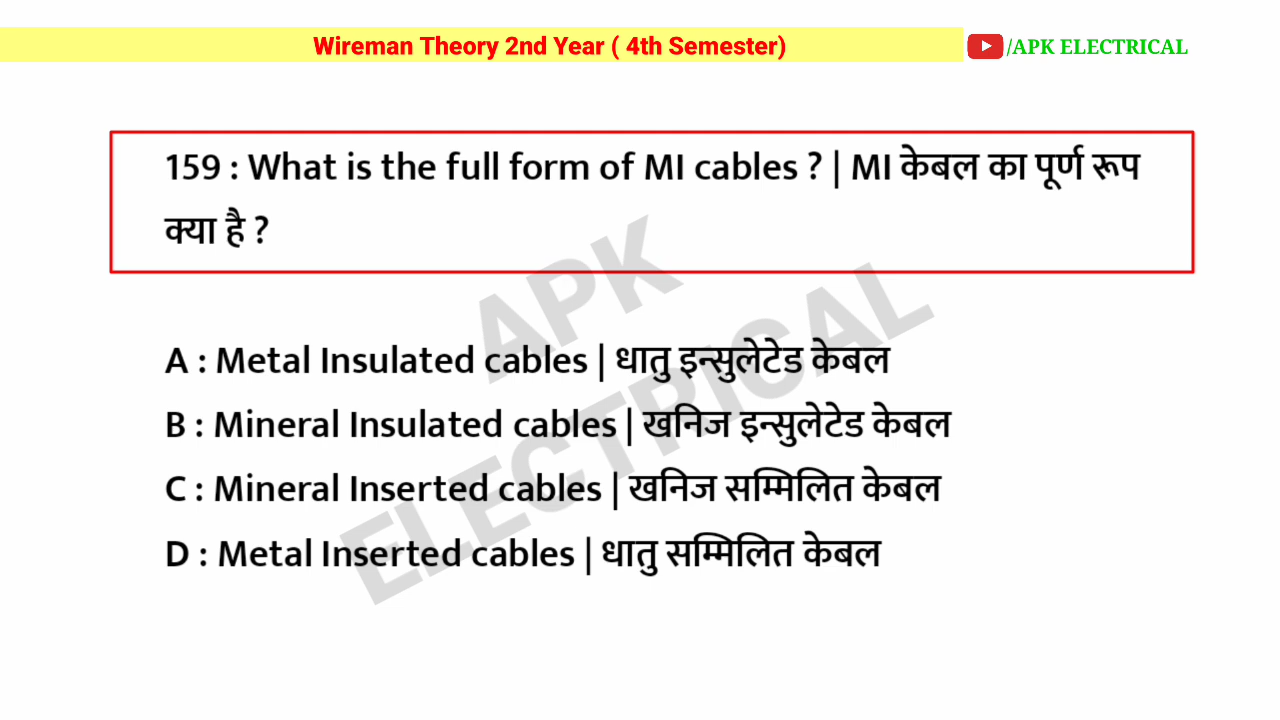 Wireman Theory 2nd Year ( 4th Semester)
/APK ELECTRICAL
159 : What is the full form of MI cables ? | MI केबल का पूर्ण रूप
क्या है ?
APK
ELECTRICAL
A : Metal Insulated cables | धातु इन्सुलेटेड केबल
B : Mineral Insulated cables | खनिज इन्सुलेटेड केबल
C : Mineral Inserted cables | खनिज सम्मिलित केबल
D : Metal Inserted cables | धातु सम्मिलित केबल